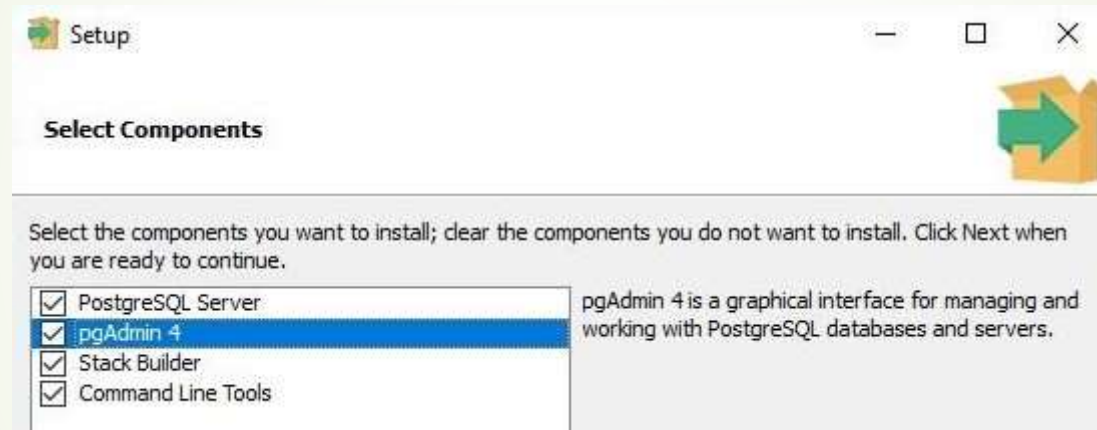 Setup
Select Components
Select the components you want to install; clear the components you do not want to install. Click Next when
you are ready to continue.
PostgreSQL Server
pgAdmin 4
Stack Builder
Command Line Tools
pgAdmin 4 is a graphical interface for managing and
working with PostgreSQL databases and servers.